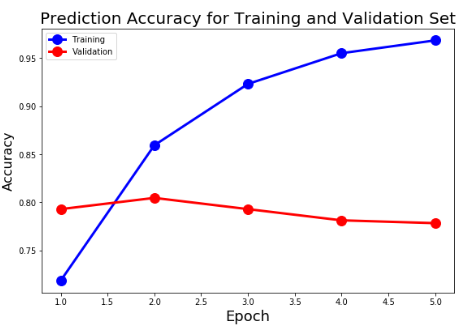 Prediction Accuracy for Training and Validation Set
Training
Validation
0.95
0.90
0.85
0.80
0.75
Accuracy
1.0 1.5 2.0 2.5 3.0 3.5 4.0 4.5 5.0
Epoch